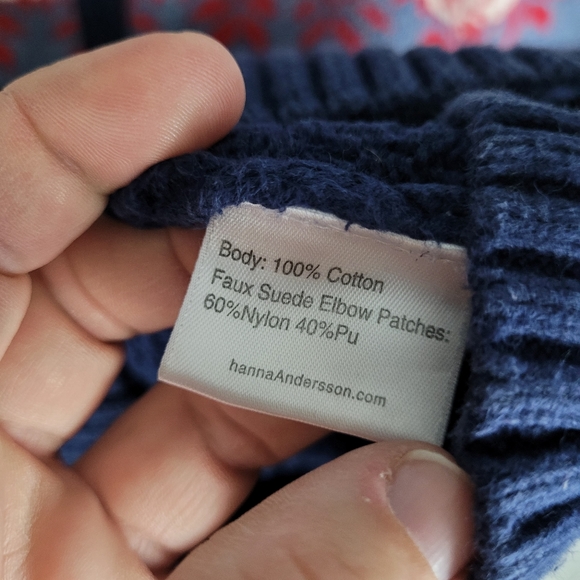 Body: 100% Cotton
Faux Suede Elbow Patches:
60%Nylon 40%Pu
hannaAndersson.com